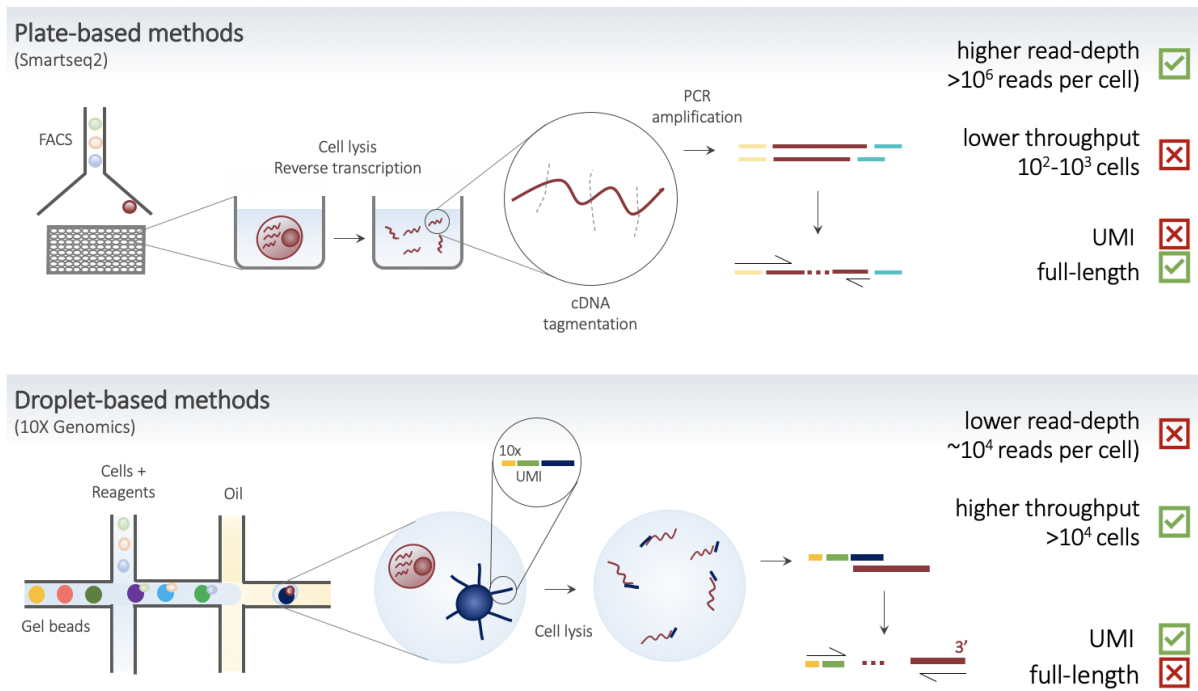 Plate-based methods
(Smartseq2)
FACS
Cell lysis
Reverse transcription
cDNA
tagmentation
PCR
amplification
higher read-depth
>10⁶ reads per cell)
lower throughput
10²-10³ cells
UMI
full-length
Droplet-based methods
(10X Genomics)
Cells +
Reagents
Oil
Gel beads
10x
UMI
Cell lysis
3’
lower read-depth
~10⁴ reads per cell)
higher throughput
>10⁴ cells
UMI
full-length